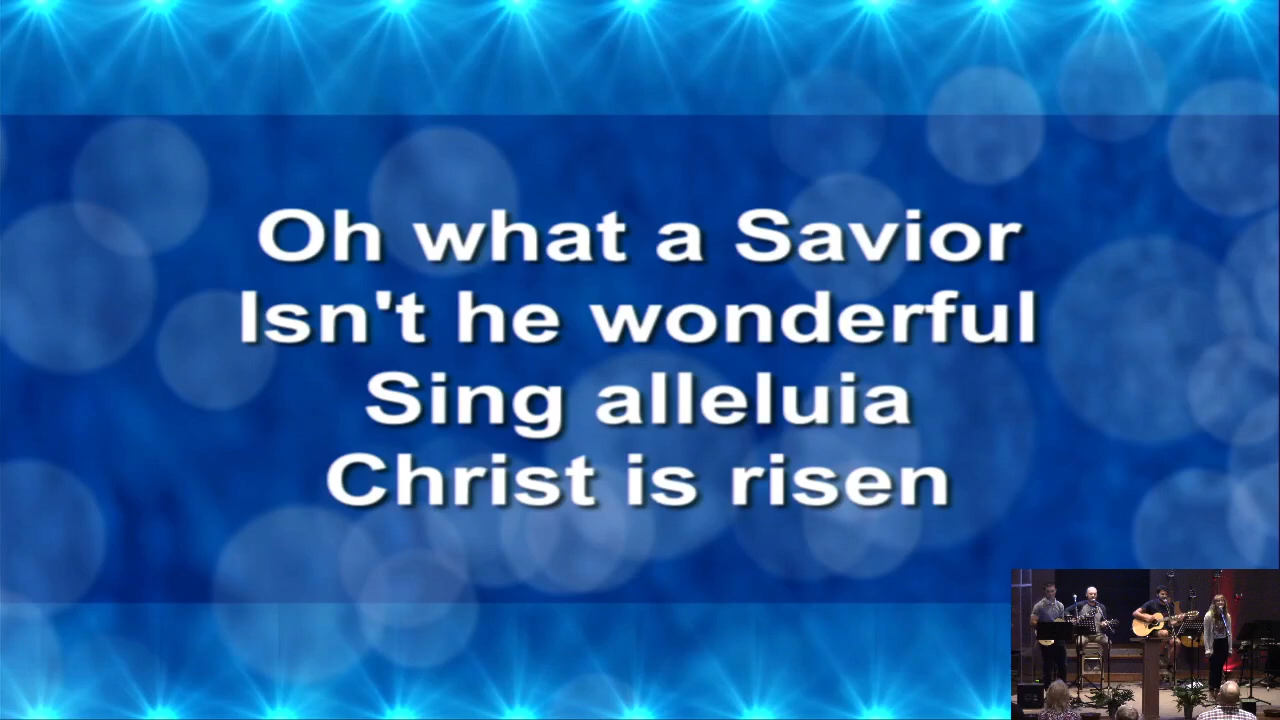 Oh what a Savior
Isn't he wonderful
Sing alleluia
Christ is risen